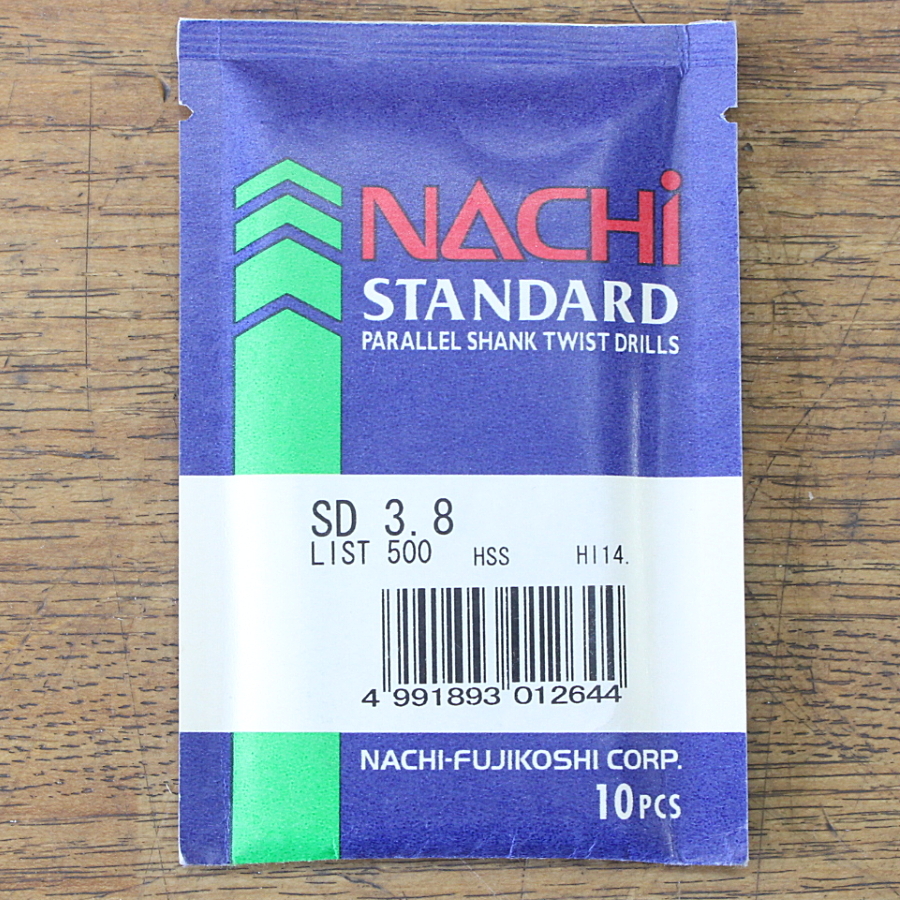 NACHi
STANDARD
PARALLEL SHANK TWIST DRILLS
SD 3.8
LIST 500 HSS HI14.
4 991893 012644
NACHI-FUJIKOSHI CORP.
10PCS